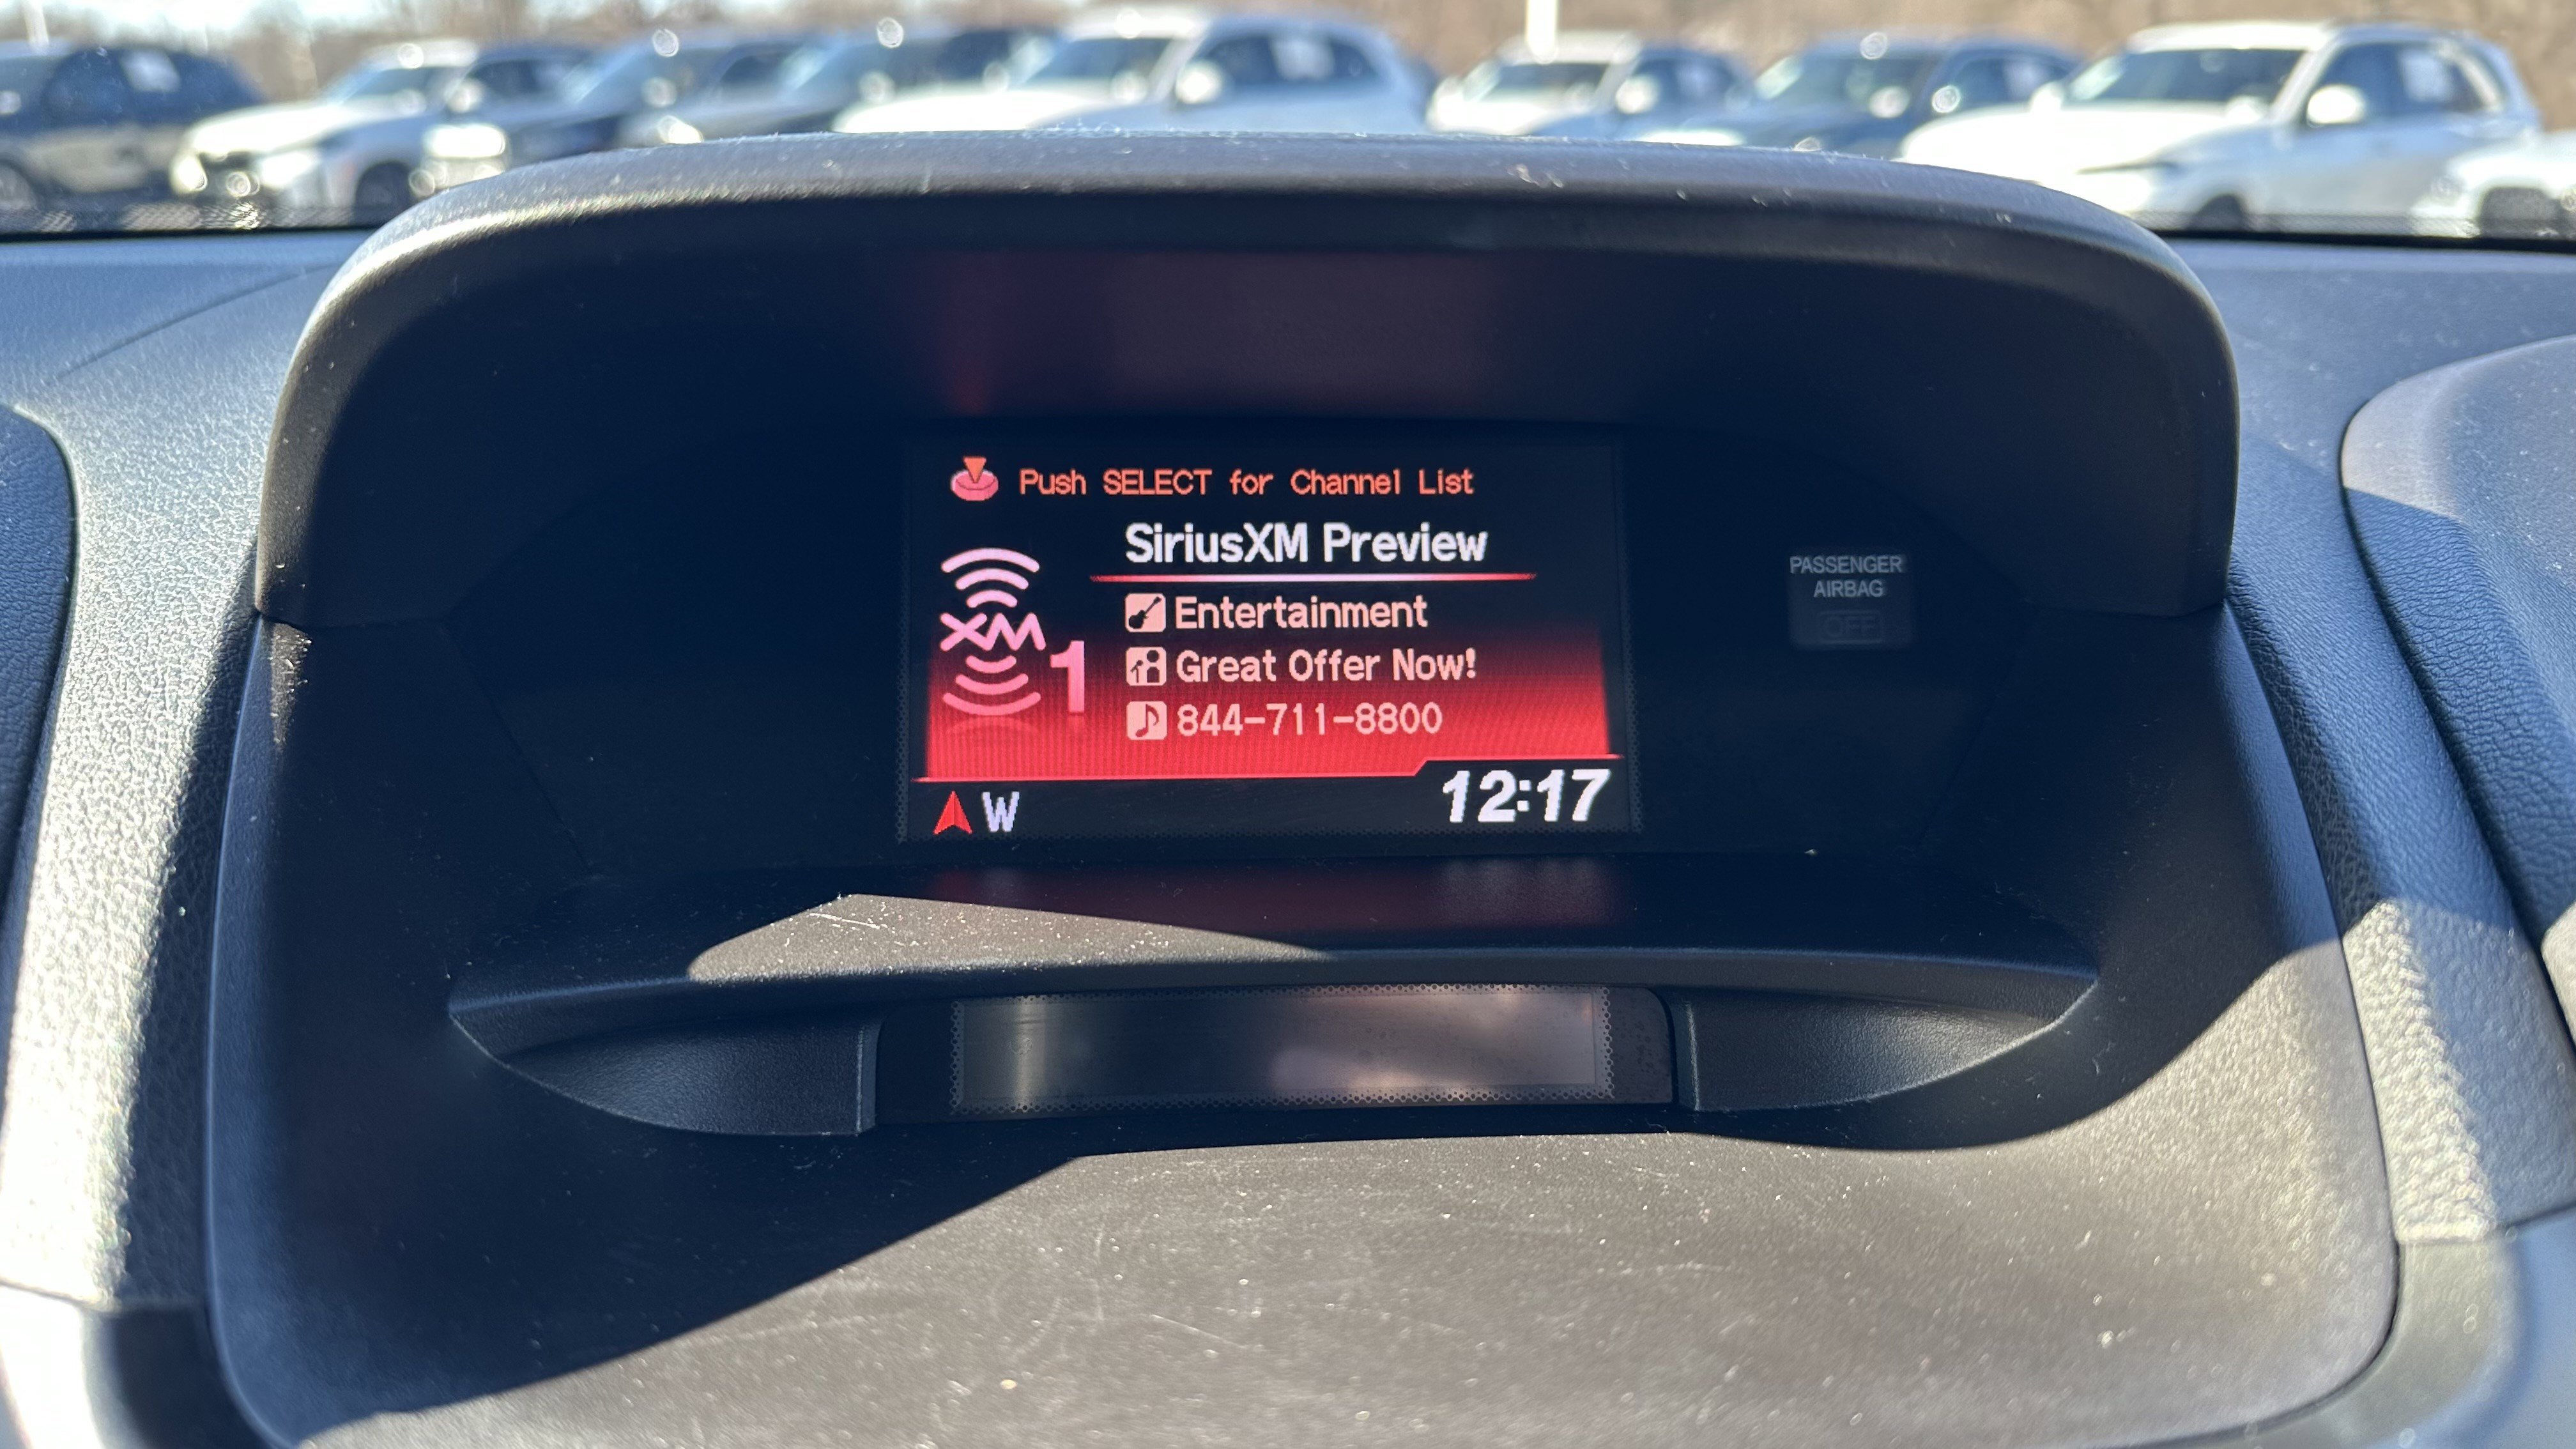 Push SELECT for Channel List
SiriusXM Preview
XM
1
Entertainment
Great Offer Now!
844-711-8800
W
12:17
PASSENGER
AIRBAG
OFF